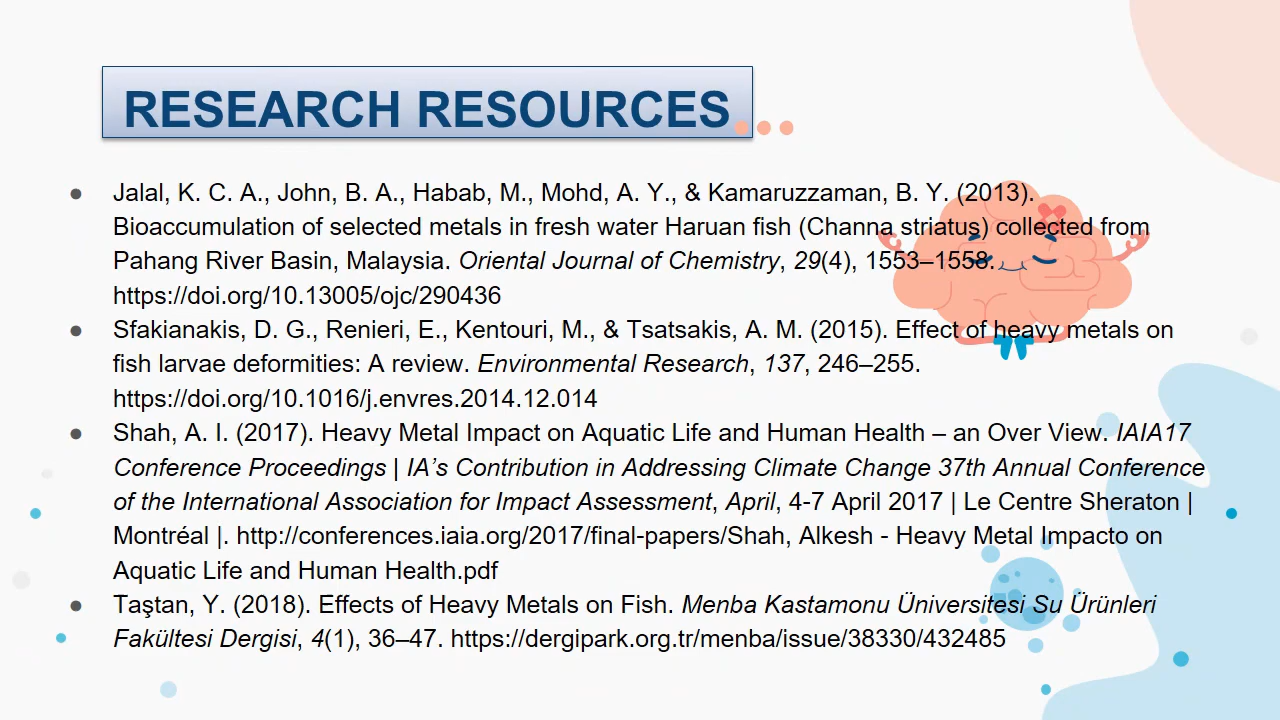 RESEARCH RESOURCES
● Jalal, K. C. A., John, B. A., Habab, M., Mohd, A. Y., & Kamaruzzaman, B. Y. (2013).
Bioaccumulation of selected metals in fresh water Haruan fish (Channa striatus) collected from
Pahang River Basin, Malaysia. Oriental Journal of Chemistry, 29(4), 1553–1558.
https://doi.org/10.13005/ojc/290436
● Sfakianakis, D. G., Renieri, E., Kentouri, M., & Tsatsakis, A. M. (2015). Effect of heavy metals on
fish larvae deformities: A review. Environmental Research, 137, 246–255.
https://doi.org/10.1016/j.envres.2014.12.014
● Shah, A. I. (2017). Heavy Metal Impact on Aquatic Life and Human Health – an Over View. IAIA17
Conference Proceedings | IA’s Contribution in Addressing Climate Change 37th Annual Conference
of the International Association for Impact Assessment, April, 4-7 April 2017 | Le Centre Sheraton |
Montréal |. http://conferences.iaia.org/2017/final-papers/Shah, Alkesh - Heavy Metal Impacto on
Aquatic Life and Human Health.pdf
● Taştan, Y. (2018). Effects of Heavy Metals on Fish. Menba Kastamonu Üniversitesi Su Ürünleri
Fakültesi Dergisi, 4(1), 36–47. https://dergipark.org.tr/menba/issue/38330/432485